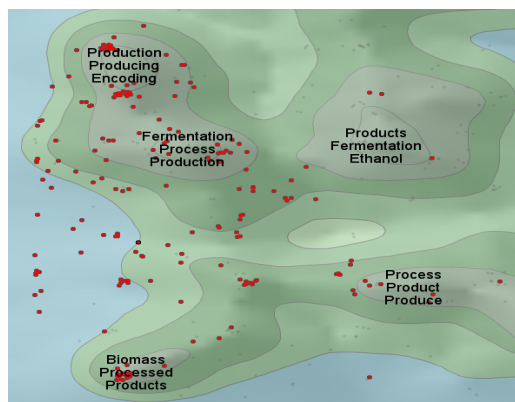 Production
Producing
Encoding
Fermentation
Process
Production
Products
Fermentation
Ethanol
Process
Product
Produce
Biomass
Processed
Products